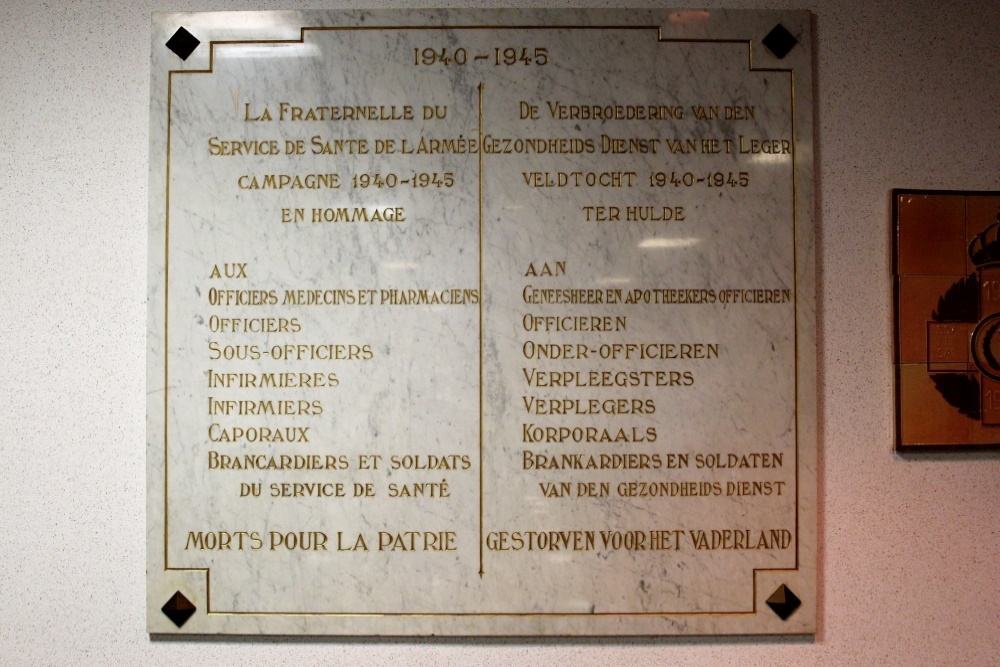 1940-1945
LA FRATERNELLE DU
SERVICE DE SANTE DE L'ARMÉE
CAMPAGNE 1940-1945
EN HOMMAGE
AUX
OFFICIERS MEDECINS ET PHARMACIENS
OFFICIERS
SOUS-OFFICIERS
INFIRMIERES
INFIRMIERS
CAPORAUX
BRANCARDIERS ET SOLDATS
DU SERVICE DE SANTÉ
MORTS POUR LA PATRIE
DE VERBROEDERING VAN DEN
GEZONDHEIDS DIENST VAN HET LEGER
VELDTOCHT 1940-1945
TER HULDE
AAN
GENEESHEER EN APOTHEEKERS OFFICIEREN
OFFICIEREN
ONDER-OFFICIEREN
VERPLEEGSTERS
VERPLEGERS
KORPORAALS
BRANKARDIERS EN SOLDATEN
VAN DEN GEZONDHEIDS DIENST
GESTORVEN VOOR HET VADERLAND